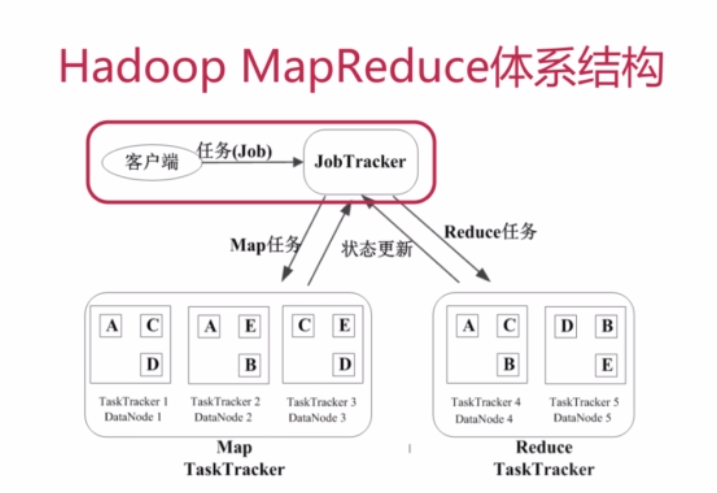 Hadoop MapReduce体系结构
客户端
任务(Job)
JobTracker
Map任务
状态更新
Reduce任务
A C
D
A E
B
C E
D
A C
B
D B
E
TaskTracker 1
DataNode 1
TaskTracker 2
DataNode 2
TaskTracker 3
DataNode 3
TaskTracker 4
DataNode 4
TaskTracker 5
DataNode 5
Map
TaskTracker
Reduce
TaskTracker